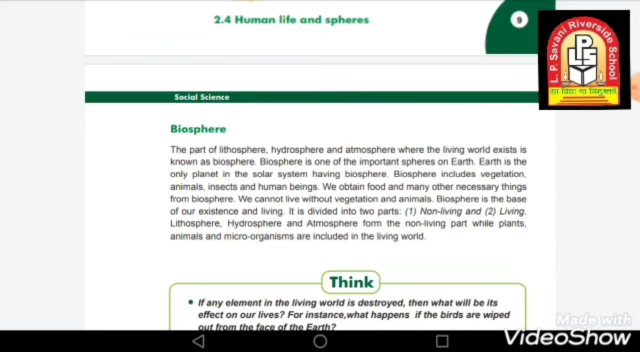 2.4 Human life and spheres
9
L. P. Savani Riverside School
P
L S
Social Science
Biosphere
The part of lithosphere, hydrosphere and atmosphere where the living world exists is
known as biosphere. Biosphere is one of the important spheres on Earth. Earth is the
only planet in the solar system having biosphere. Biosphere includes vegetation,
animals, insects and human beings. We obtain food and many other necessary things
from biosphere. We cannot live without vegetation and animals. Biosphere is the base
of our existence and living. It is divided into two parts: (1) Non-living and (2) Living.
Lithosphere, Hydrosphere and Atmosphere form the non-living part while plants,
animals and micro-organisms are included in the living world.
Think
• If any element in the living world is destroyed, then what will be its
effect on our lives? For instance,what happens if the birds are wiped
out from the face of the Earth?
Made with
VideoShow